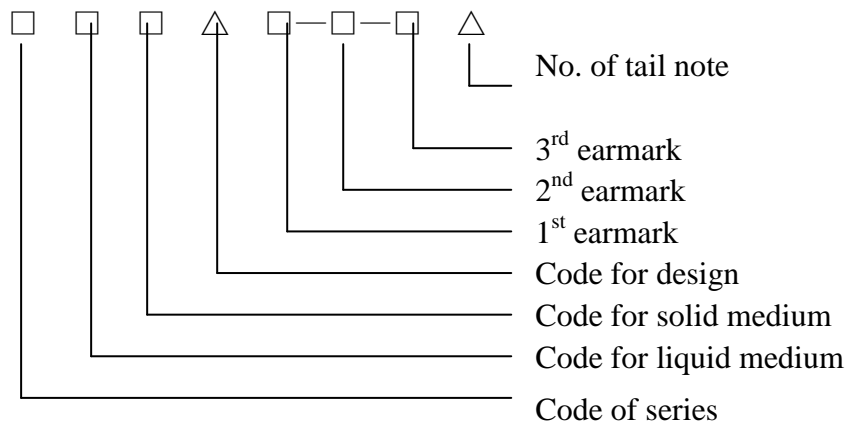 No. of tail note
3rd earmark
2nd earmark
1st earmark
Code for design
Code for solid medium
Code for liquid medium
Code of series